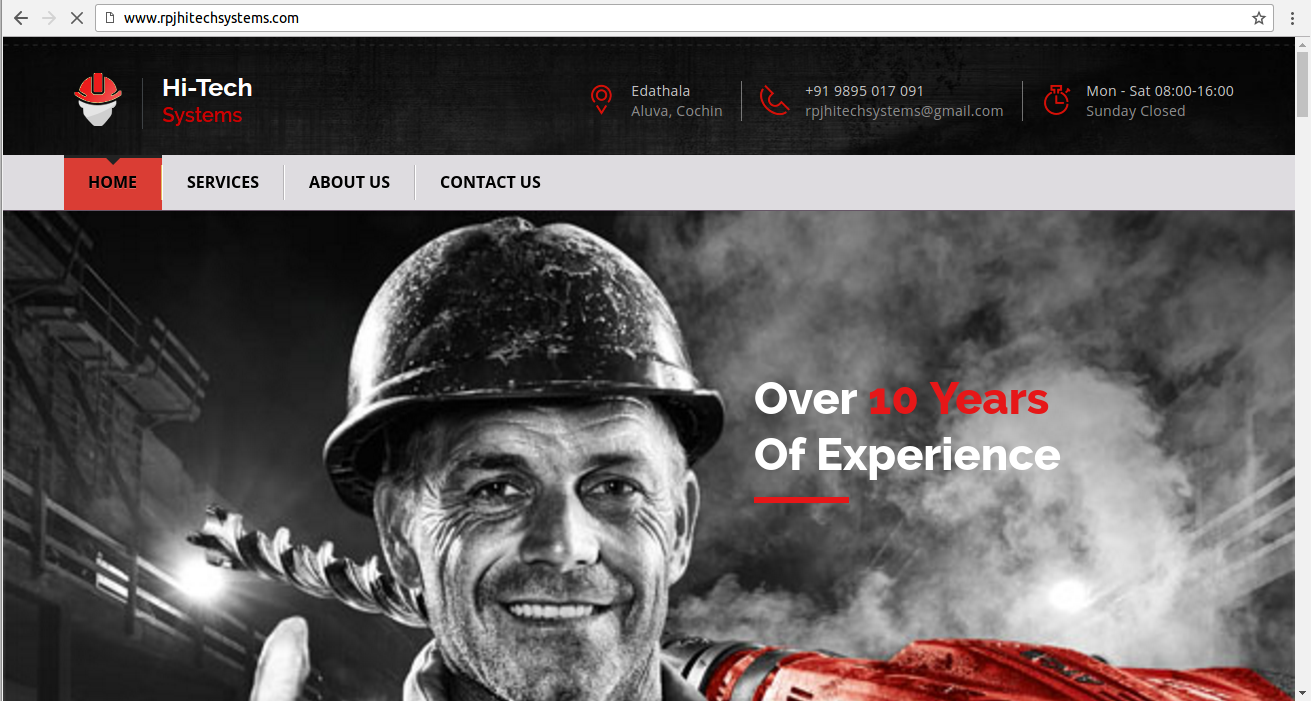 www.rpjhitechsystems.com
Hi-Tech
Systems
Edathala
Aluva, Cochin
+91 9895 017 091
rpjhitechsystems@gmail.com
Mon - Sat 08:00-16:00
Sunday Closed
HOME
SERVICES
ABOUT US
CONTACT US
Over 10 Years
Of Experience